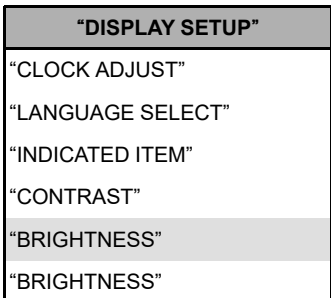 “DISPLAY SETUP”
“CLOCK ADJUST”
“LANGUAGE SELECT”
“INDICATED ITEM”
“CONTRAST”
“BRIGHTNESS”
“BRIGHTNESS”